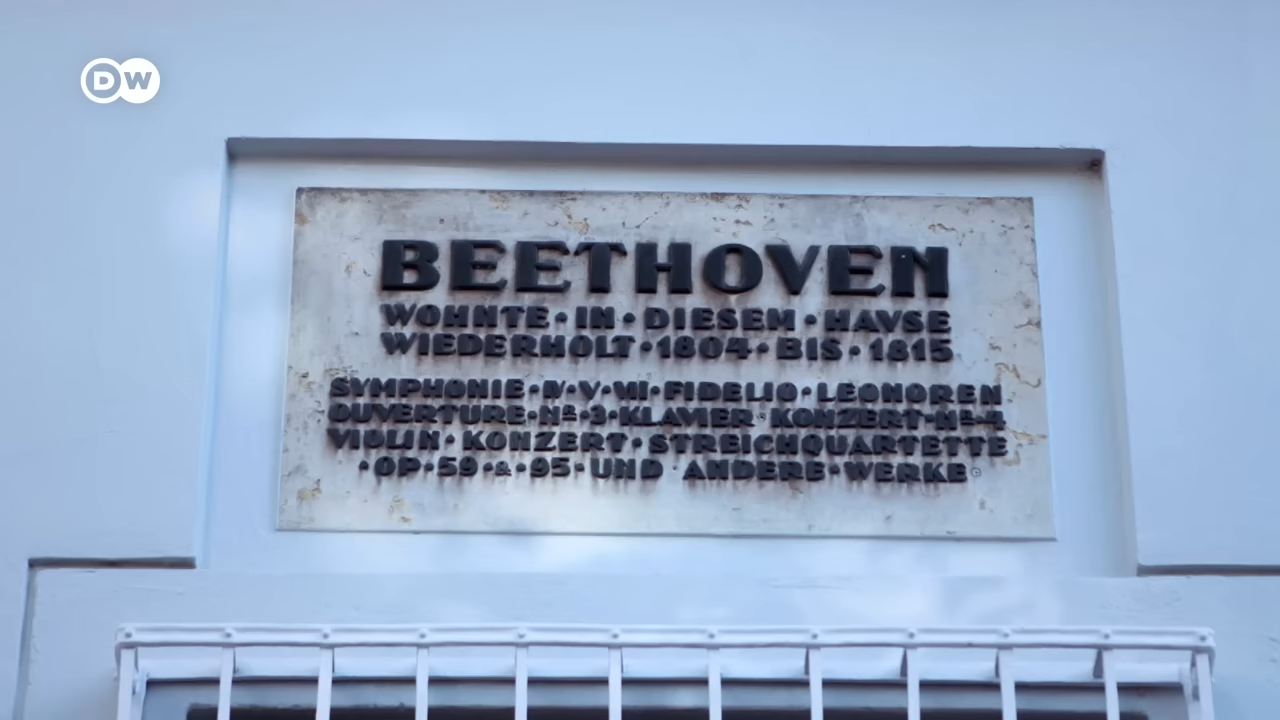 DW
BEETHOVEN
WOHNTE • IN • DIESEM • HAVSE
WIEDERHOLT • 1804 • BIS • 1815
SYMPHONIE • IV • V • VII • FIDELIO • LEONOREN
OUVERTURE • Nº • 3 • KLAVIER • KONZERT • Nº 4
VIOLIN • KONZERT • STREICHQUARTETTE
• OP • 59 • & • 95 • UND ANDERE • WERKE •